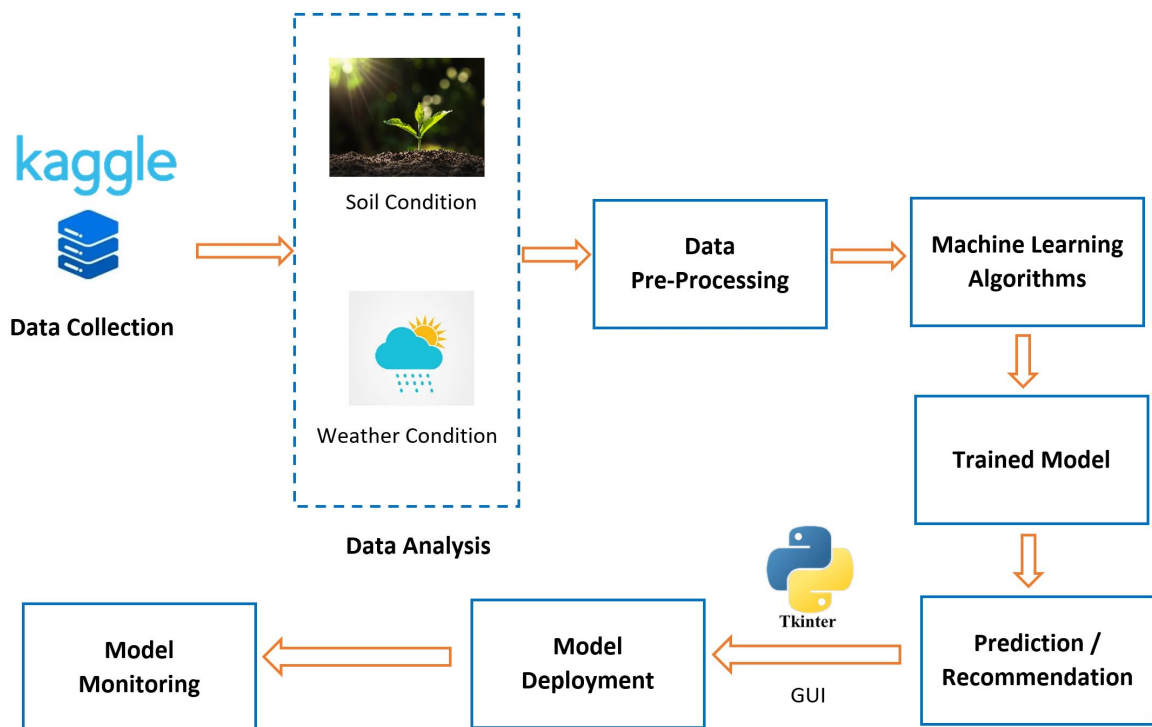 kaggle
Data Collection
Soil Condition
Weather Condition
Data Analysis
Data
Pre-Processing
Machine Learning
Algorithms
Trained Model
Prediction /
Recommendation
Tkinter
GUI
Model
Deployment
Model
Monitoring